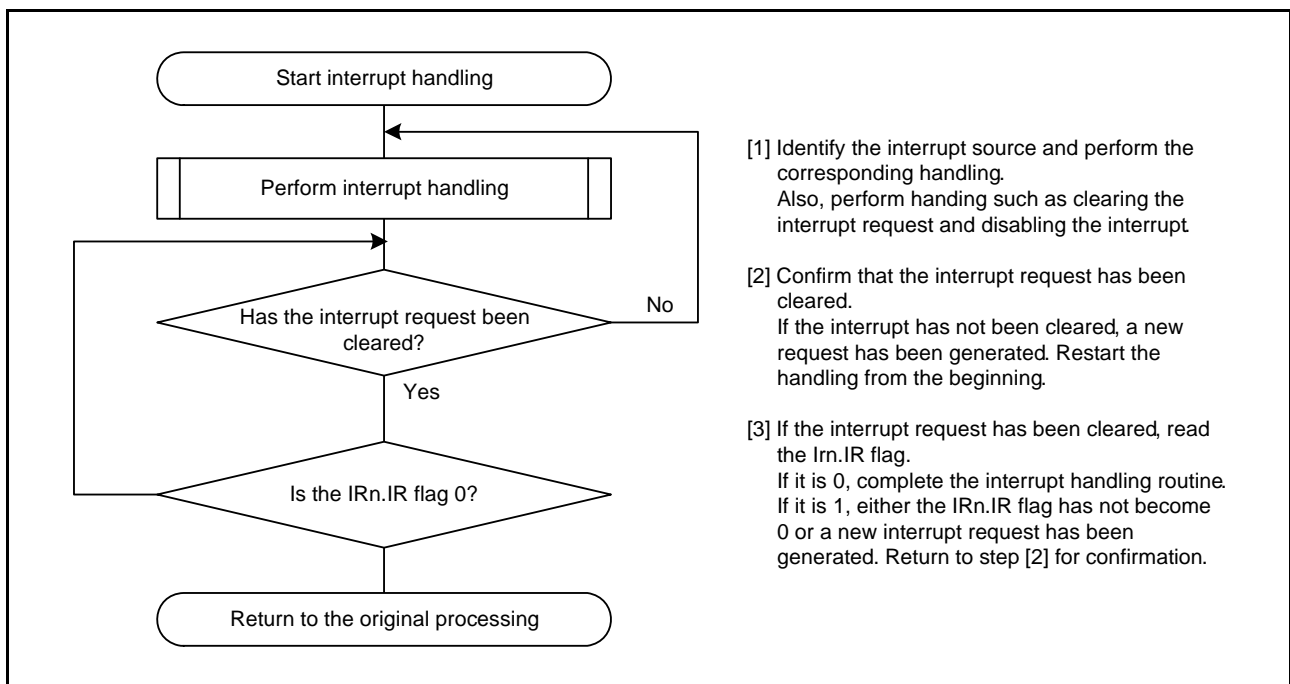 Start interrupt handling
Perform interrupt handling
Has the interrupt request been
cleared?
No
Yes
Is the IRn.IR flag 0?
Return to the original processing
[1] Identify the interrupt source and perform the
corresponding handling.
Also, perform handing such as clearing the
interrupt request and disabling the interrupt.
[2] Confirm that the interrupt request has been
cleared.
If the interrupt has not been cleared, a new
request has been generated. Restart the
handling from the beginning.
[3] If the interrupt request has been cleared, read
the Irn.IR flag.
If it is 0, complete the interrupt handling routine.
If it is 1, either the IRn.IR flag has not become
0 or a new interrupt request has been
generated. Return to step [2] for confirmation.